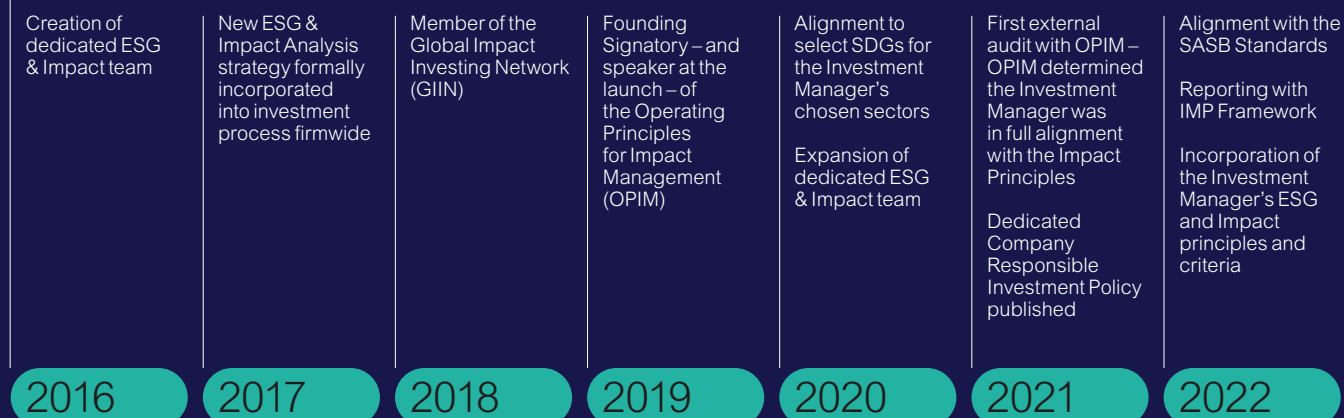 Creation of
dedicated ESG
& Impact team
2016
New ESG &
Impact Analysis
strategy formally
incorporated
into investment
process firmwide
2017
Member of the
Global Impact
Investing Network
(GIIN)
2018
Founding
Signatory – and
speaker at the
launch – of
the Operating
Principles
for Impact
Management
(OPIM)
2019
Alignment to
select SDGs for
the Investment
Manager's
chosen sectors
Expansion of
dedicated ESG
& Impact team
2020
First external
audit with OPIM –
OPIM determined
the Investment
Manager was
in full alignment
with the Impact
Principles
Dedicated
Company
Responsible
Investment Policy
published
2021
Alignment with the
SASB Standards
Reporting with
IMP Framework
Incorporation of
the Investment
Manager's ESG
and Impact
principles and
criteria
2022